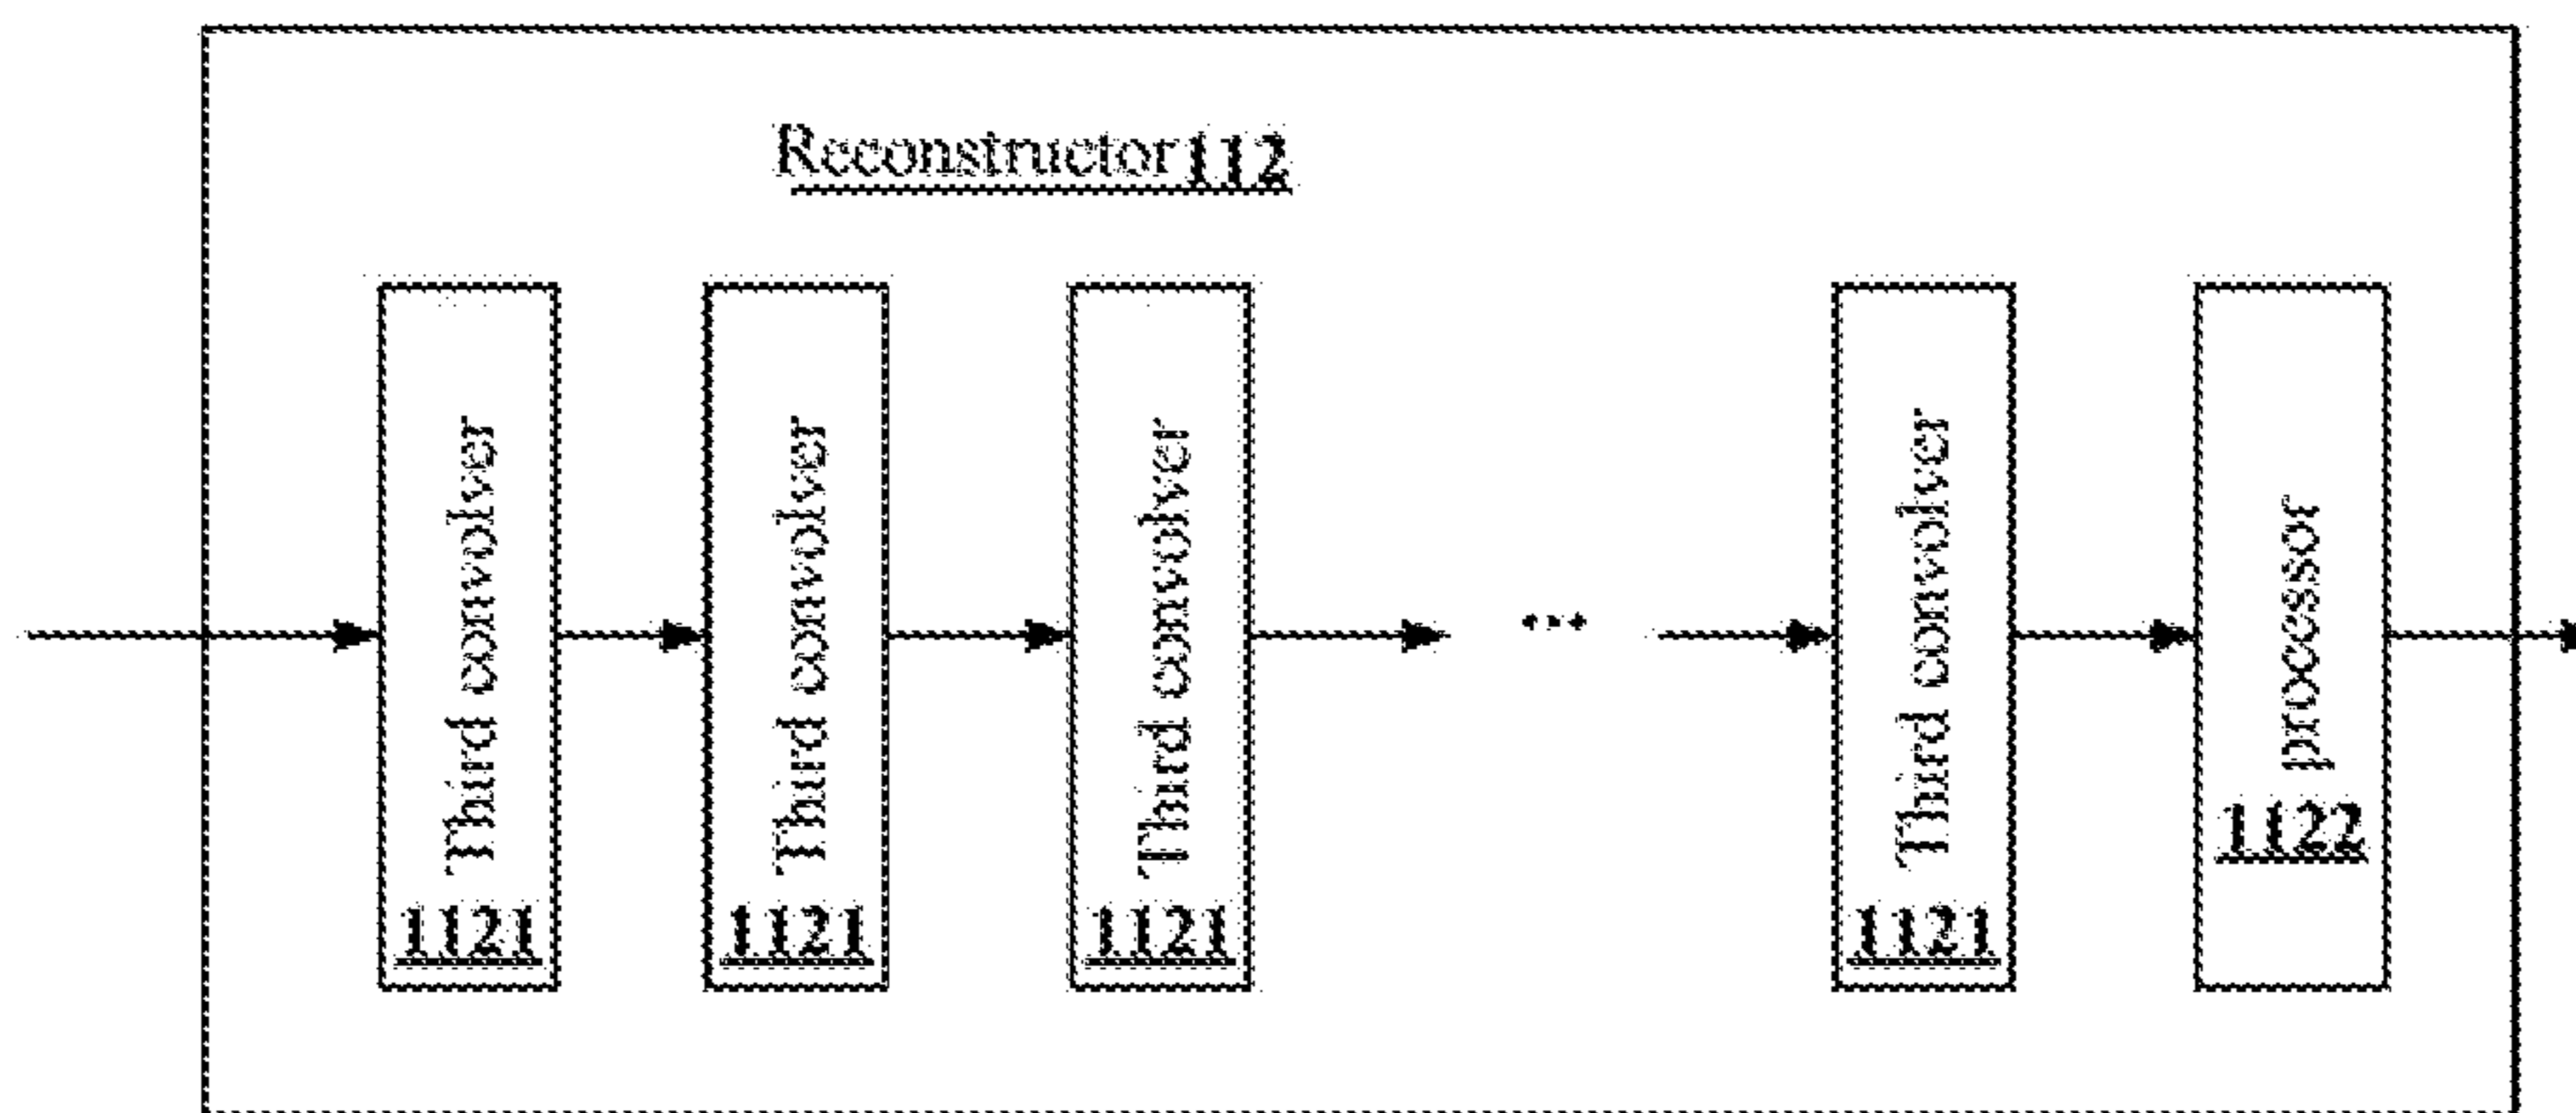 Reconstructor 112
Third convolver
1121
Third convolver
1121
Third convolver
1121
...
Third convolver
1121
processor
1122